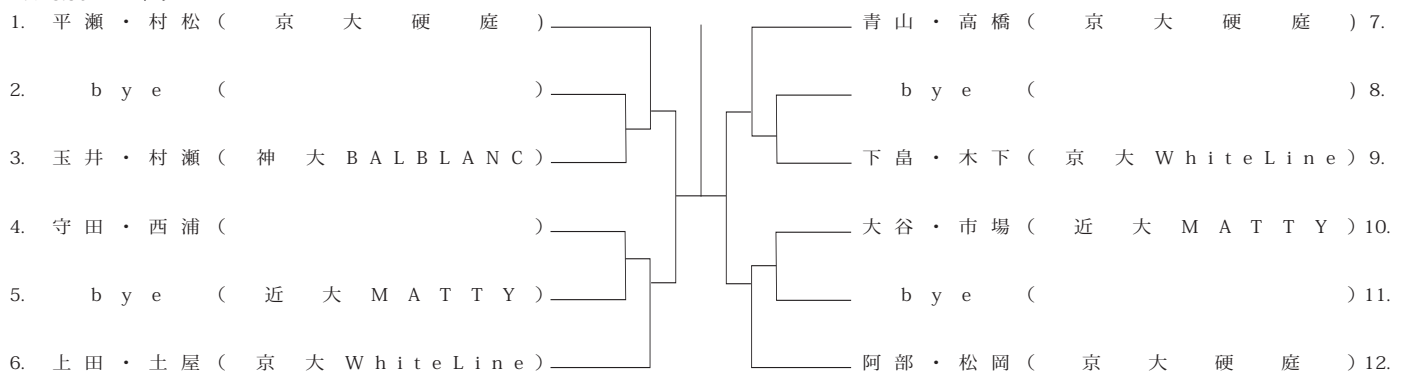 1. 平瀬・村松（京大硬庭）
2. bye（ ）
3. 玉井・村瀬（神大BALBLANC）
4. 守田・西浦（ ）
5. bye（近大MATTY）
6. 上田・土屋（京大WhiteLine）
青山・高橋（京大硬庭）7.
bye（ ）8.
下畠・木下（京大WhiteLine）9.
大谷・市場（近大MATTY）10.
bye（ ）11.
阿部・松岡（京大硬庭）12.